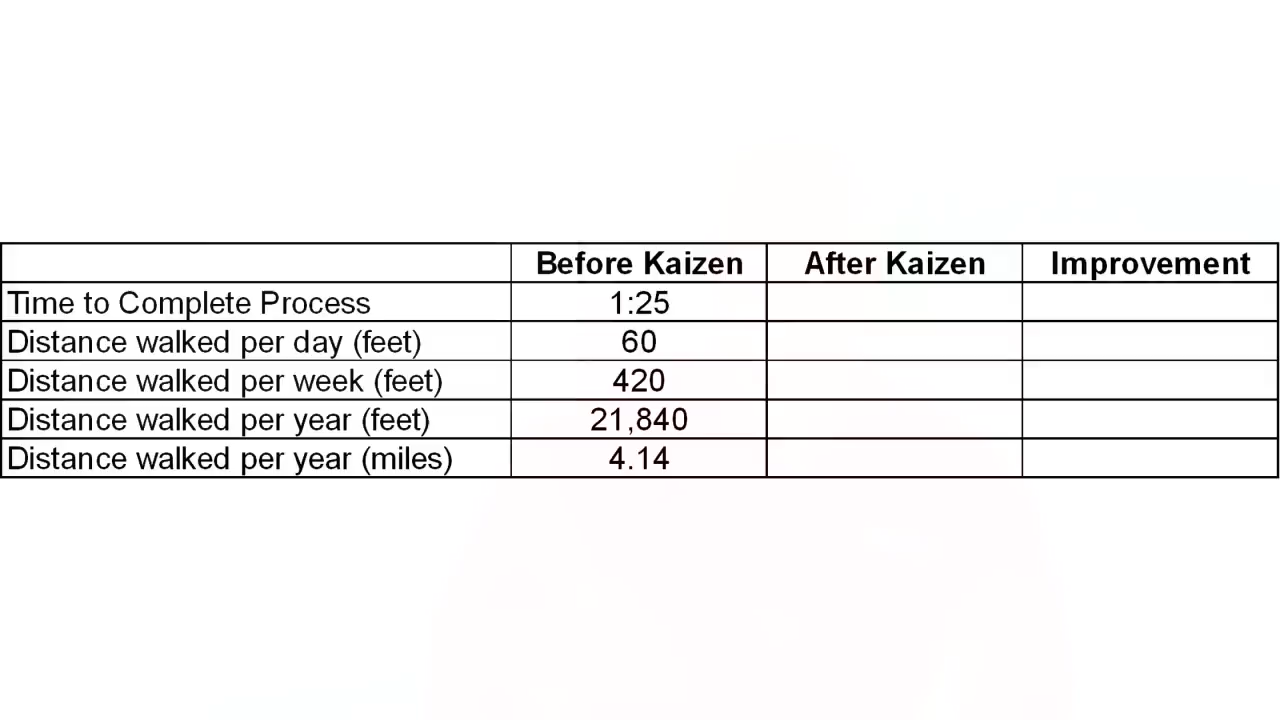 Before Kaizen After Kaizen Improvement
Time to Complete Process 1:25
Distance walked per day (feet) 60
Distance walked per week (feet) 420
Distance walked per year (feet) 21,840
Distance walked per year (miles) 4.14